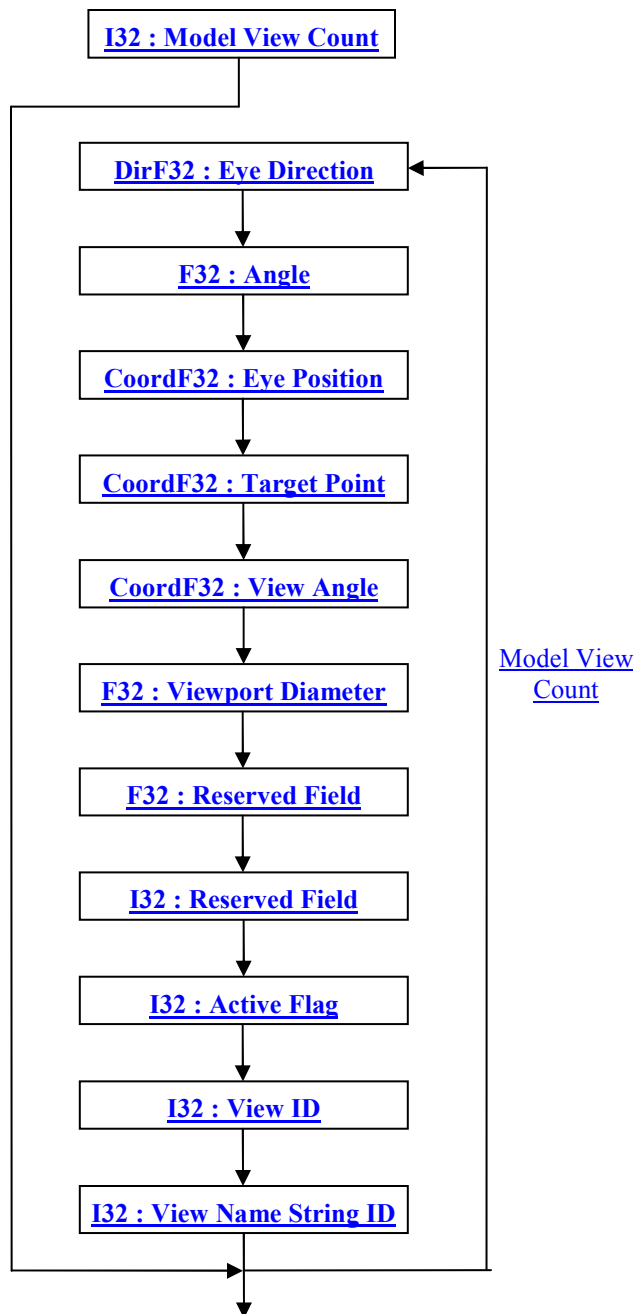 I32 : Model View Count
DirF32 : Eye Direction
F32 : Angle
CoordF32 : Eye Position
CoordF32 : Target Point
CoordF32 : View Angle
F32 : Viewport Diameter
F32 : Reserved Field
I32 : Reserved Field
I32 : Active Flag
I32 : View ID
I32 : View Name String ID
Model View
Count